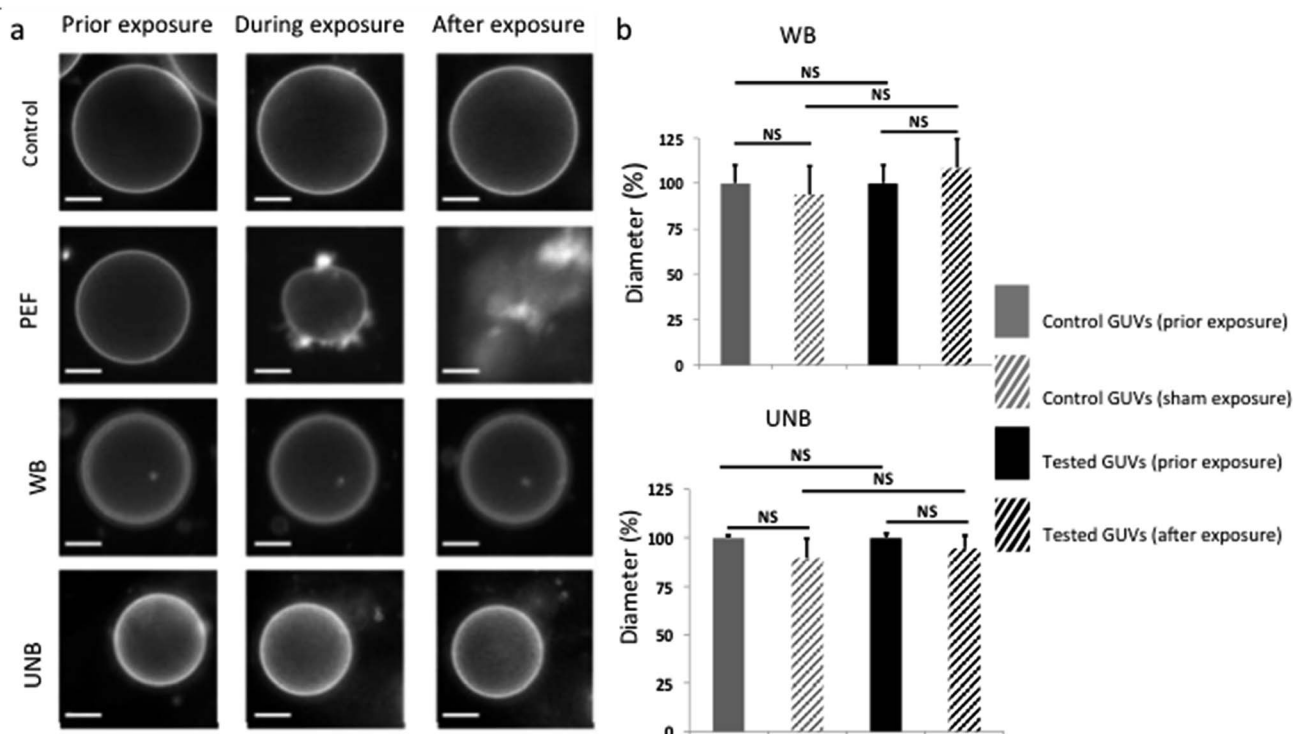 a
Prior exposure During exposure After exposure
Control
PEF
WB
UNB
b
WB
NS
NS
NS
NS
Diameter (%)
125
100
75
50
25
0
UNB
NS
NS
NS
NS
Diameter (%)
125
100
75
50
25
0
Control GUVs (prior exposure)
Control GUVs (sham exposure)
Tested GUVs (prior exposure)
Tested GUVs (after exposure)